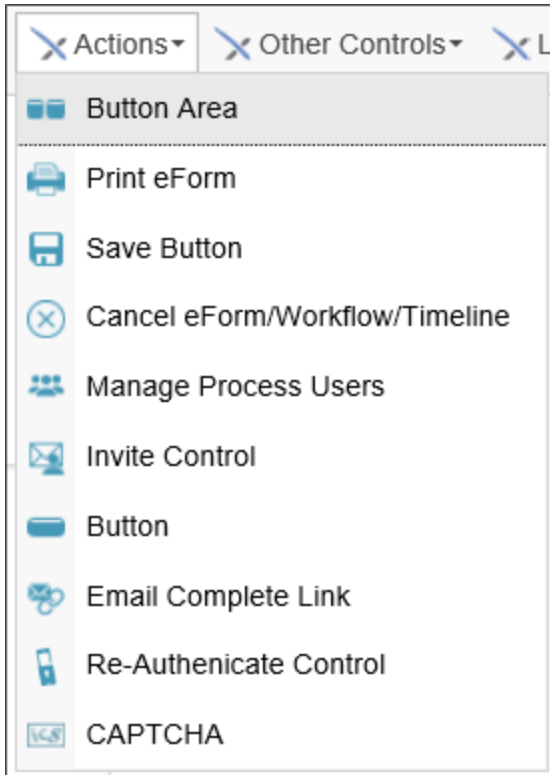 Actions Other Controls L
Button Area
Print eForm
Save Button
Cancel eForm/Workflow/Timeline
Manage Process Users
Invite Control
Button
Email Complete Link
Re-Authenicate Control
CAPTCHA